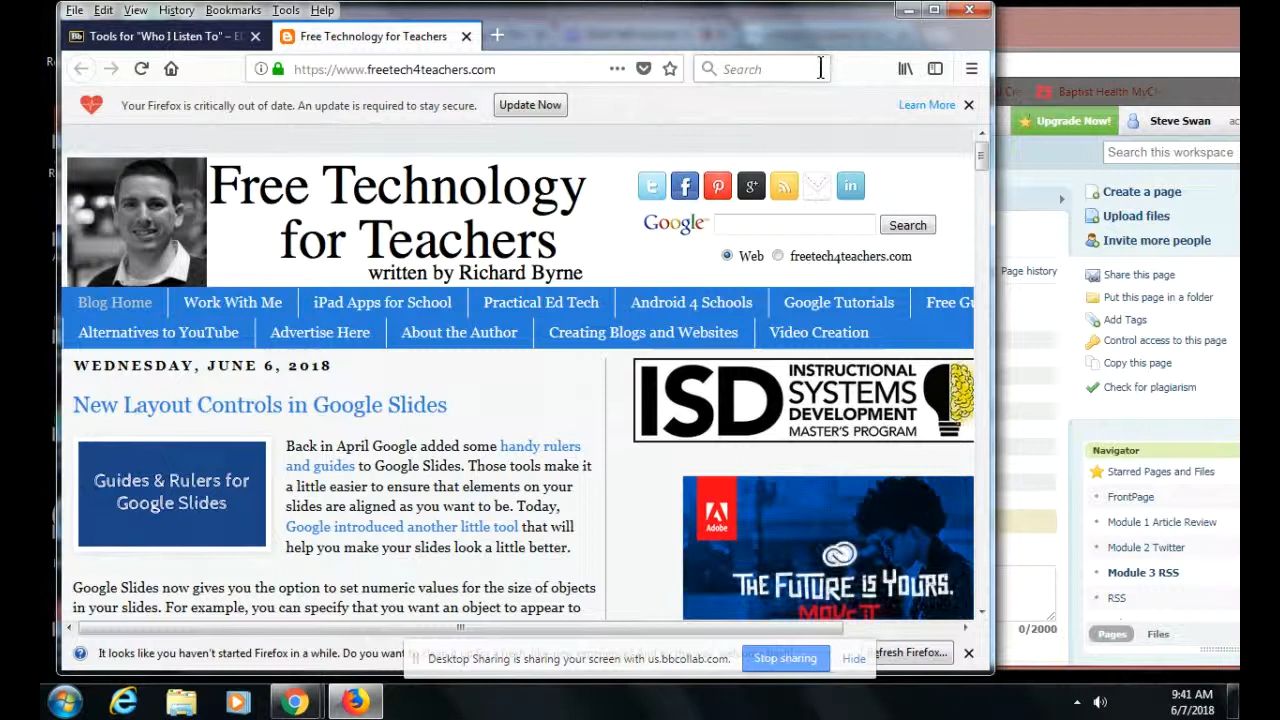 File Edit View History Bookmarks Tools Help
Bb Tools for "Who I Listen To" – E
Free Technology for Teachers
https://www.freetech4teachers.com
Search
Your Firefox is critically out of date. An update is required to stay secure.
Update Now
Learn More
Free Technology
for Teachers
written by Richard Byrne
Google
Search
Web
freetech4teachers.com
Blog Home
Work With Me
iPad Apps for School
Practical Ed Tech
Android 4 Schools
Google Tutorials
Free Gu
Alternatives to YouTube
Advertise Here
About the Author
Creating Blogs and Websites
Video Creation
WEDNESDAY, JUNE 6, 2018
New Layout Controls in Google Slides
Guides & Rulers for
Google Slides
Back in April Google added some handy rulers
and guides to Google Slides. Those tools make it
a little easier to ensure that elements on your
slides are aligned as you want to be. Today,
Google introduced another little tool that will
help you make your slides look a little better.
Google Slides now gives you the option to set numeric values for the size of objects
in your slides. For example, you can specify that you want an object to appear to
ISD INSTRUCTIONAL
SYSTEMS
DEVELOPMENT
MASTER'S PROGRAM
Adobe
THE FUTURE IS YOURS.
MAKE IT
It looks like you haven't started Firefox in a while. Do you want
efresh Firefox...
Desktop Sharing is sharing your screen with us.bbcollab.com.
Stop sharing
Hide
Baptist Health MyCh
Upgrade Now!
Steve Swan
Search this workspace
Create a page
Upload files
Invite more people
Page history
Share this page
Put this page in a folder
Add Tags
Control access to this page
Copy this page
Check for plagiarism
Navigator
Starred Pages and Files
FrontPage
Module 1 Article Review
Module 2 Twitter
Module 3 RSS
RSS
0/2000
Pages
Files
9:41 AM
6/7/2018